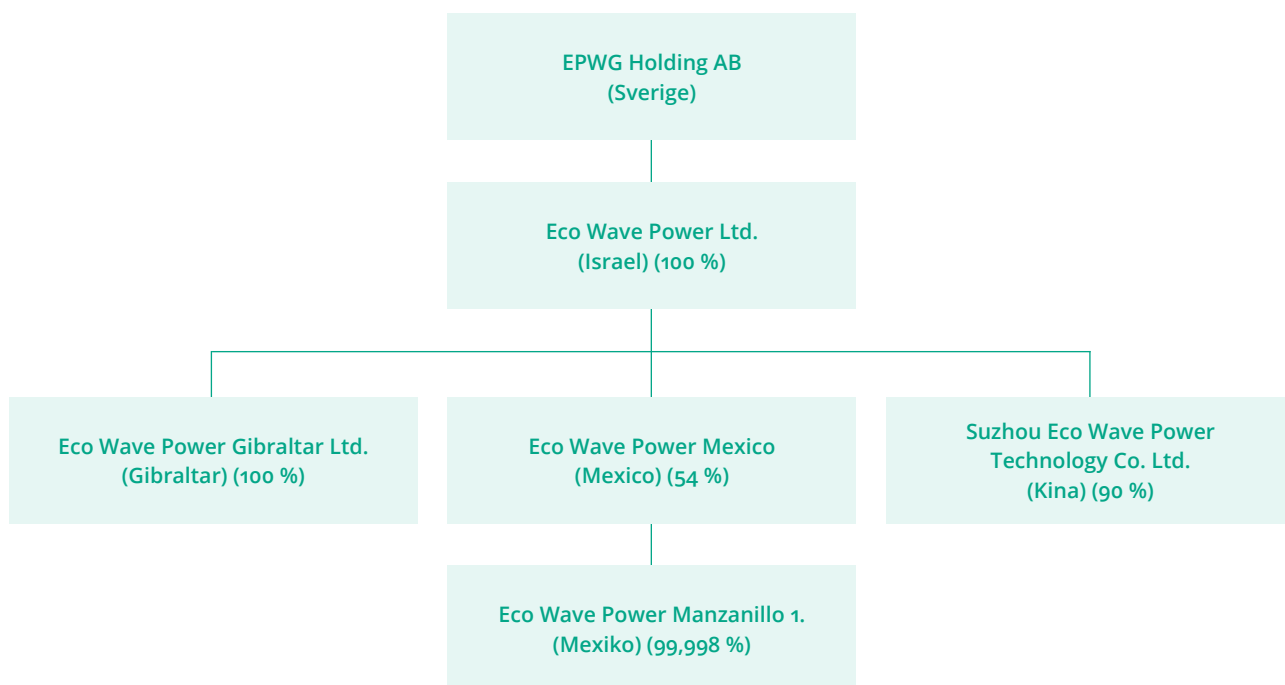 EPWG Holding AB
(Sverige)
Eco Wave Power Ltd.
(Israel) (100 %)
Eco Wave Power Gibraltar Ltd.
(Gibraltar) (100 %)
Eco Wave Power Mexico
(Mexico) (54 %)
Suzhou Eco Wave Power
Technology Co. Ltd.
(Kina) (90 %)
Eco Wave Power Manzanillo 1.
(Mexiko) (99,998 %)